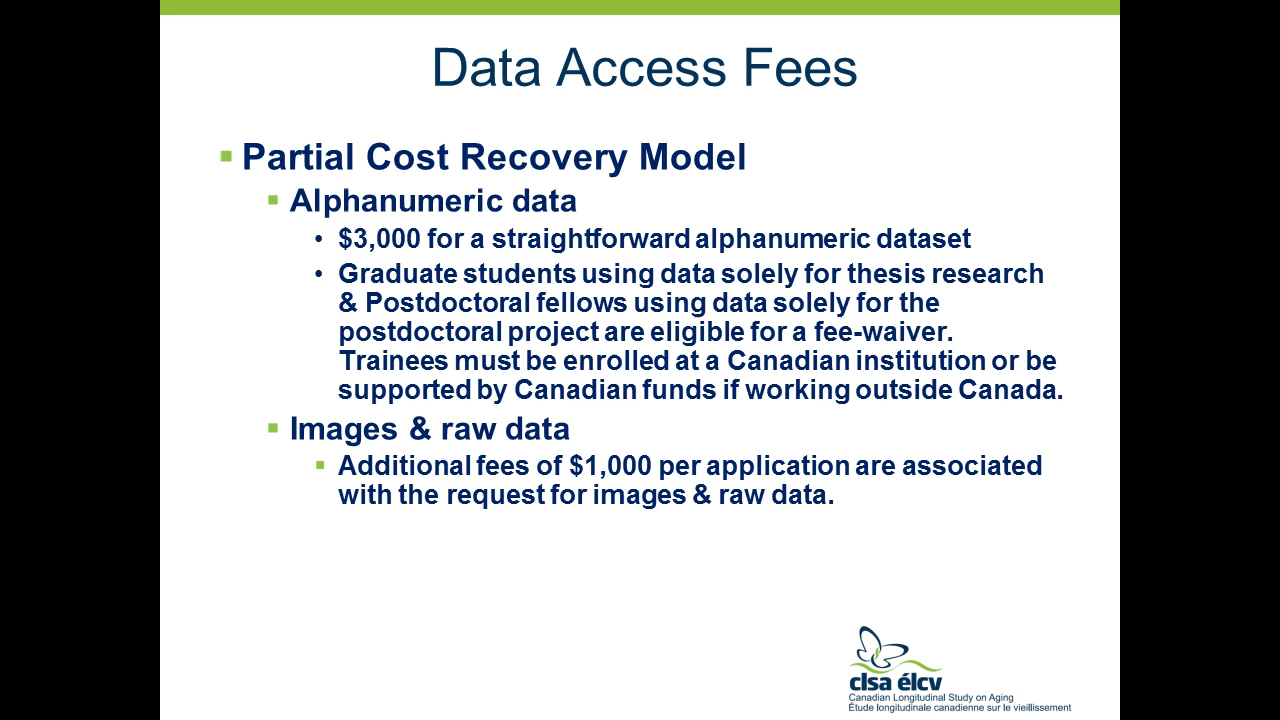 Data Access Fees
Partial Cost Recovery Model
Alphanumeric data
• $3,000 for a straightforward alphanumeric dataset
• Graduate students using data solely for thesis research
& Postdoctoral fellows using data solely for the
postdoctoral project are eligible for a fee-waiver.
Trainees must be enrolled at a Canadian institution or be
supported by Canadian funds if working outside Canada.
Images & raw data
Additional fees of $1,000 per application are associated
with the request for images & raw data.
clsa élcv
Canadian Longitudinal Study on Aging
Étude longitudinale canadienne sur le vieillissement